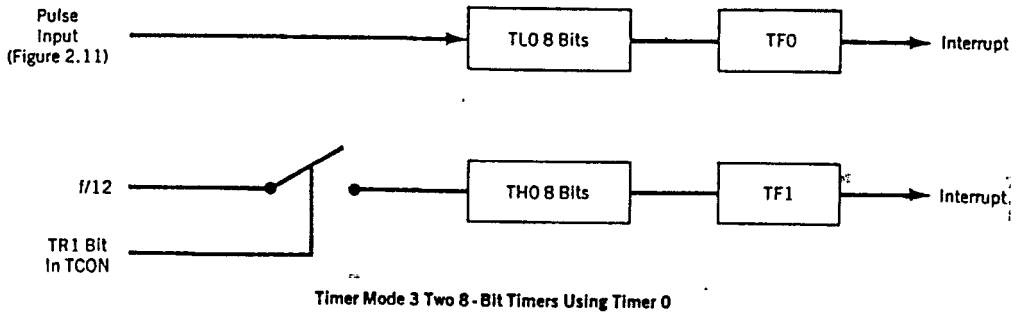 Pulse
Input
(Figure 2.11)
TL0 8 Bits
TF0
Interrupt
f/12
TH0 8 Bits
TF1
Interrupt
TR1 Bit
In TCON
Timer Mode 3 Two 8-Bit Timers Using Timer 0